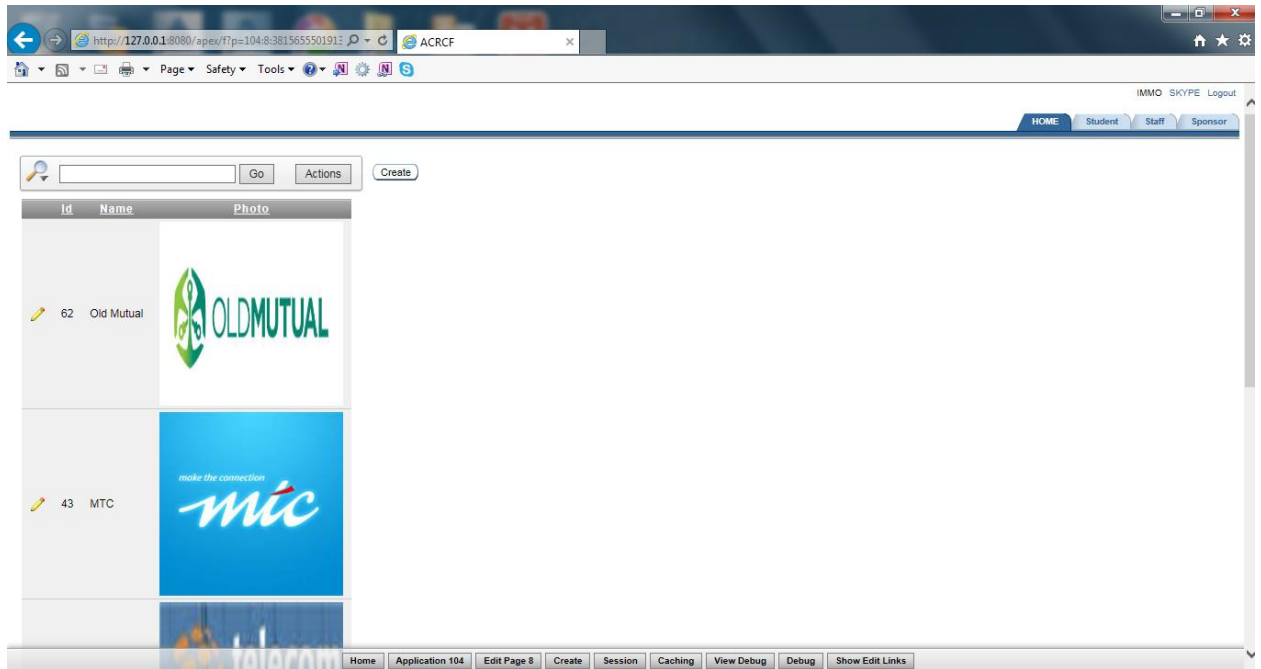 http://127.0.0.1:8080/apex/f?p=104:8:381565550191
ACRCF
Page Safety Tools
IMMO SKYPE Logout
HOME Student Staff Sponsor
Go Actions Create
Id Name Photo
62 Old Mutual OLDMUTUAL
make the connection
43 MTC mtc
telecom
Home Application 104 Edit Page 8 Create Session Caching View Debug Debug Show Edit Links